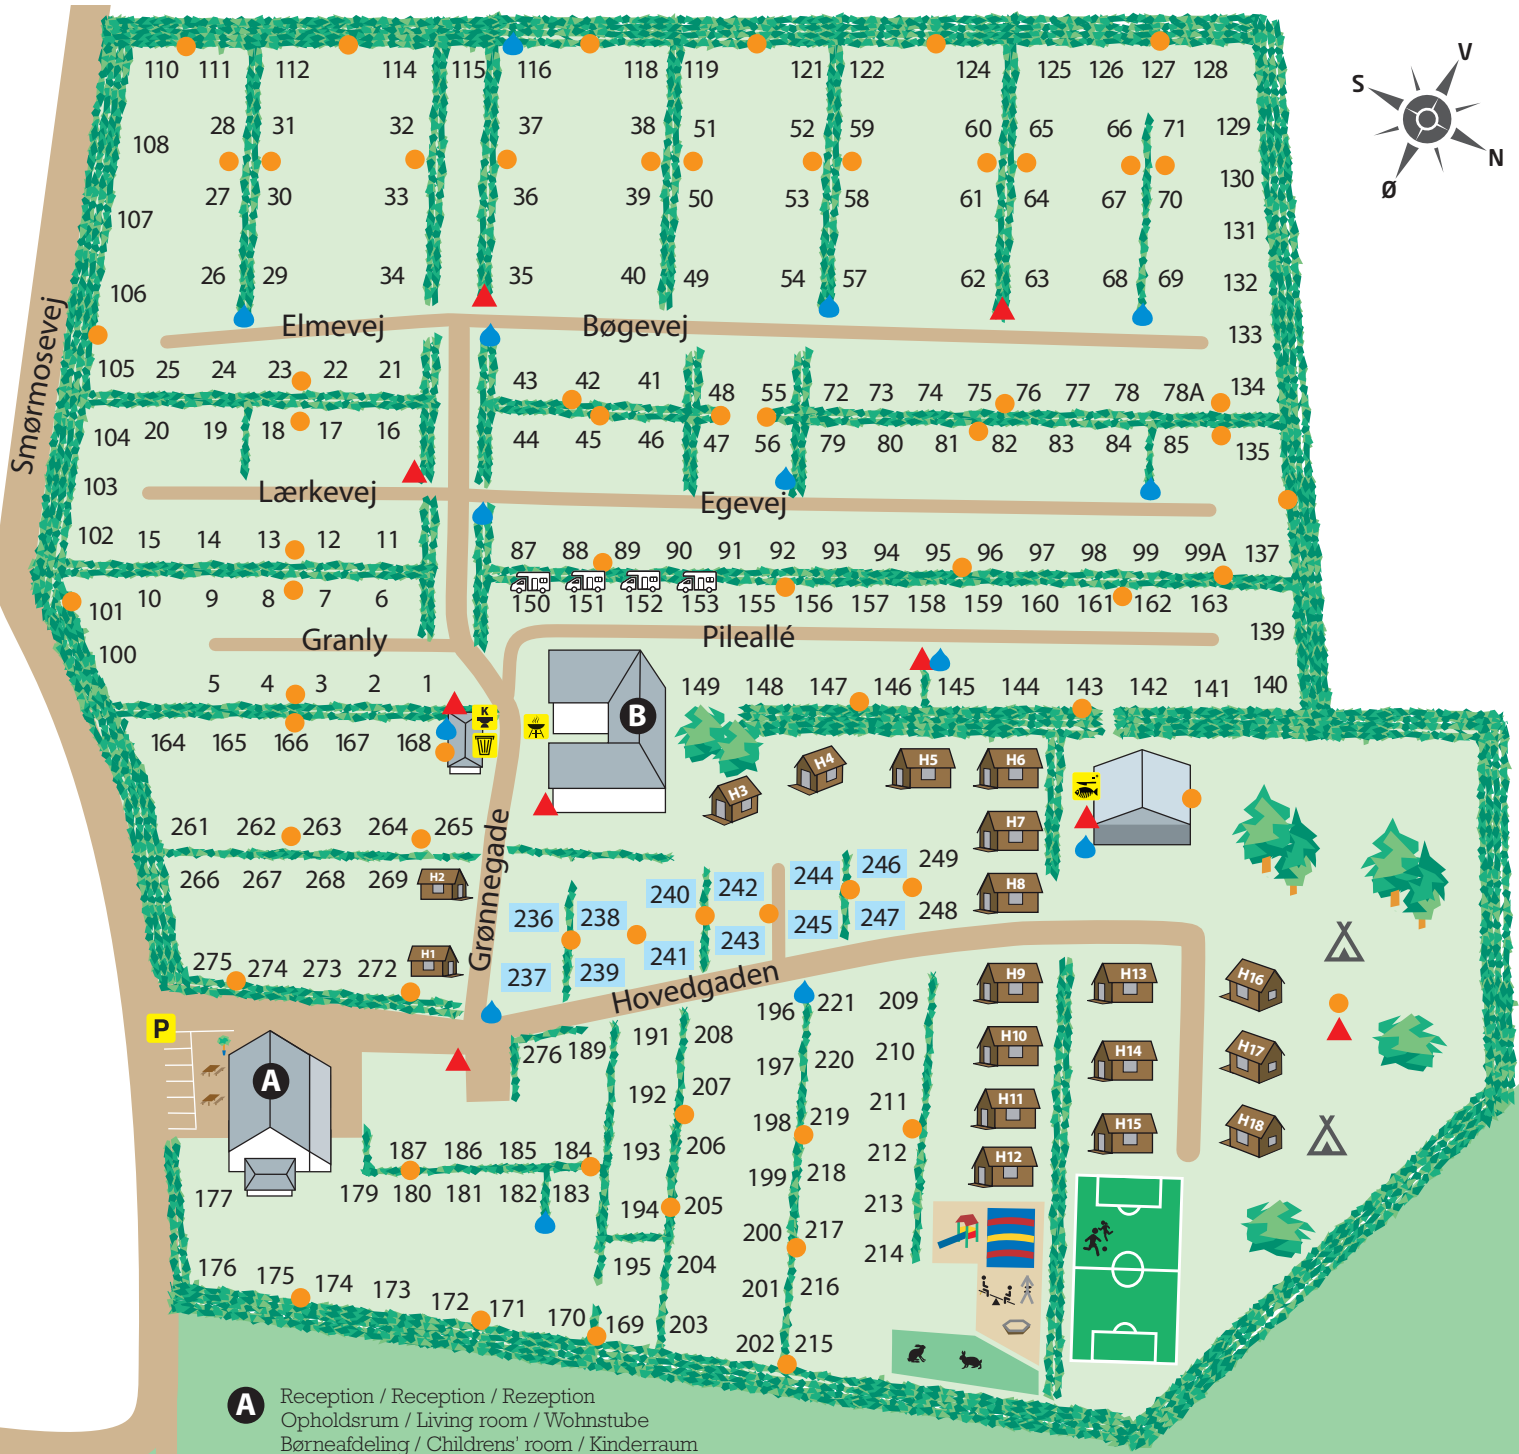 110 111 112 114 115 116 118 119 121 122 124 125 126 127 128
V
S
N
Ø
108 28 31 32 37 38 51 52 59 60 65 66 71 129
107 27 30 33 36 39 50 53 58 61 64 67 70 130
131
106 26 29 34 35 40 49 54 57 62 63 68 69 132
Smørmosevej
Elmevej
Bøgevej
133
105 25 24 23 22 21 43 42 41 48 55 72 73 74 75 76 77 78 78A 134
104 20 19 18 17 16 44 45 46 47 56 79 80 81 82 83 84 85 135
103
Lærkevej
Egevej
102 15 14 13 12 11 87 88 89 90 91 92 93 94 95 96 97 98 99 99A 137
101 10 9 8 7 6 150 151 152 153 155 156 157 158 159 160 161 162 163
100
Granly
Pileallé
139
5 4 3 2 1 149 148 147 146 145 144 143 142 141 140
K
B
164 165 166 167 168
H3 H4 H5 H6
H7
261 262 263 264 265
Grønnegade
266 267 268 269 H2
240 242 244 246 249
H8
236 238 241 243 245 247 248
237 239
275 274 273 272 H1
Hovedgaden
H9 H13 H16
196 221 209
P
276 189 191 208
197 220 210
H10 H14 H17
A
192 207
198 219 211
H11 H15 H18
187 186 185 184 193 206
199 218 212
H12
177 179 180 181 182 183 194 205
200 217 213
214
176 175 174 173 172 171 170 169 195 204 203
201 216
202 215
A
Reception / Reception / Rezeption
Opholdsrum / Living room / Wohnstube
Børneafdeling / Childrens' room / Kinderraum